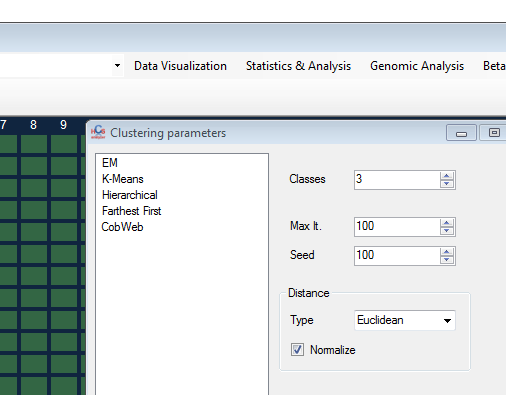 Data Visualization Statistics & Analysis Genomic Analysis Beta
7 8 9
HCS Clustering parameters
EM
K-Means
Hierarchical
Farthest First
CobWeb
Classes 3
Max It. 100
Seed 100
Distance
Type Euclidean
Normalize